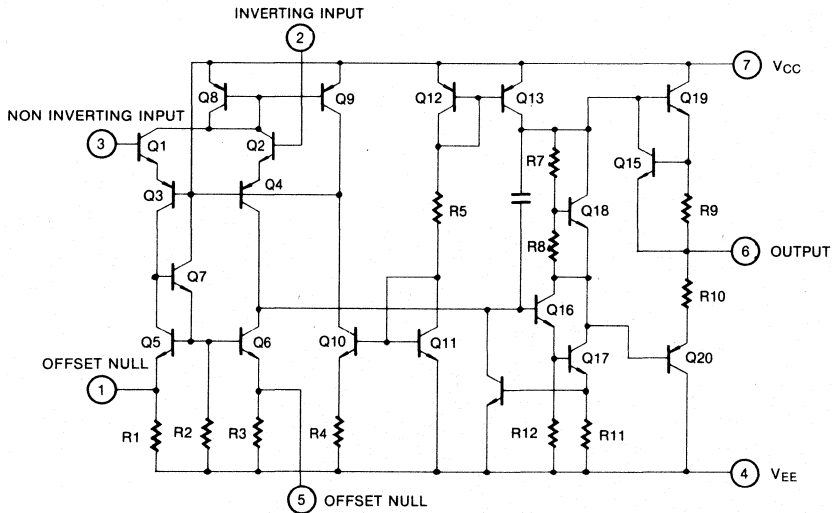 INVERTING INPUT
2
7 VCC
Q8
Q9
Q12
Q13
Q19
NON INVERTING INPUT
3
Q1
Q2
Q15
R7
Q3
Q4
Q18
R5
R9
R8
6 OUTPUT
Q7
R10
Q16
Q5
Q6
Q10
Q11
Q17
Q20
OFFSET NULL
1
R1
R2
R3
R4
R12
R11
4 VEE
5 OFFSET NULL